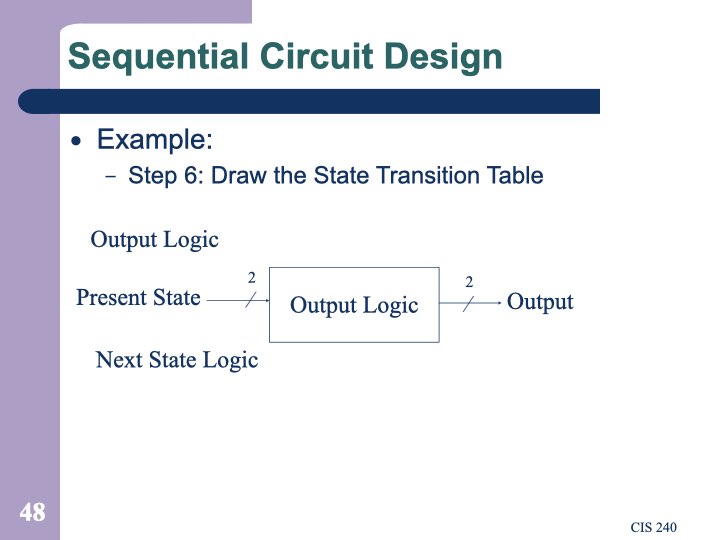 Sequential Circuit Design
• Example:
– Step 6: Draw the State Transition Table
Output Logic
Present State
2
Output Logic
2
Output
Next State Logic
48
CIS 240